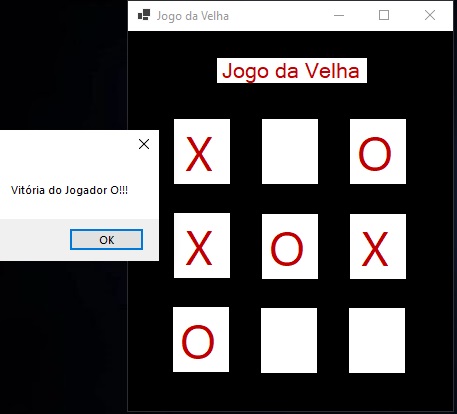 Jogo da Velha
Jogo da Velha
X O
Vitória do Jogador O!!!
X O X
OK
O